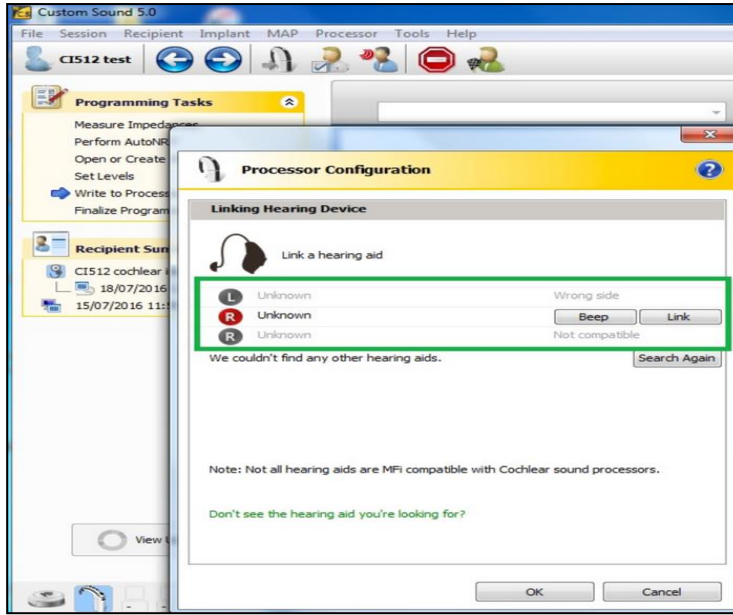 Custom Sound 5.0
File Session Recipient Implant MAP Processor Tools Help
CI512 test
Programming Tasks
Measure Impedances
Perform AutoNR
Open or Create
Set Levels
Write to Process
Finalize Program
Recipient Sum
CI512 cochlear i
18/07/2016
15/07/2016 11:
Processor Configuration
Linking Hearing Device
Link a hearing aid
L Unknown Wrong side
R Unknown Beep Link
R Unknown Not compatible
We couldn't find any other hearing aids. Search Again
Note: Not all hearing aids are MFi compatible with Cochlear sound processors.
Don't see the hearing aid you're looking for?
View
OK Cancel